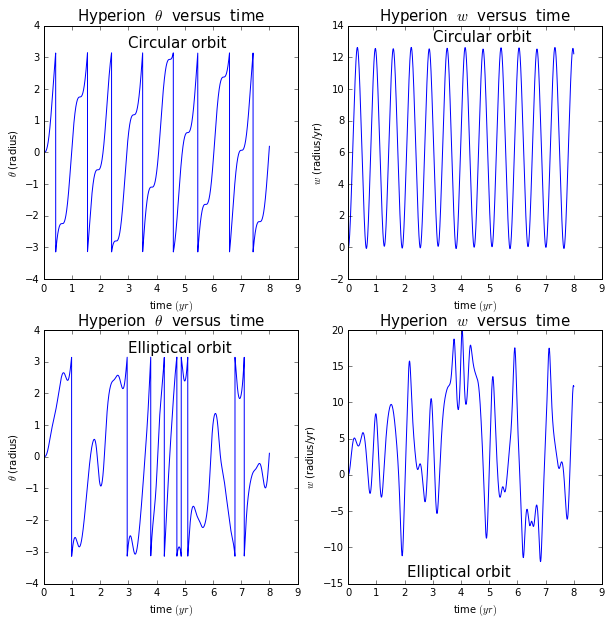 Hyperion θ versus time
Circular orbit
4
3
2
1
0
−1
−2
−3
−4
θ (radius)
0 1 2 3 4 5 6 7 8 9
time (yr)
Hyperion w versus time
Circular orbit
14
12
10
8
6
4
2
0
−2
w (radius/yr)
0 1 2 3 4 5 6 7 8 9
time (yr)
Hyperion θ versus time
Elliptical orbit
4
3
2
1
0
−1
−2
−3
−4
θ (radius)
0 1 2 3 4 5 6 7 8 9
time (yr)
Hyperion w versus time
20
15
10
5
0
−5
−10
−15
w (radius/yr)
Elliptical orbit
0 1 2 3 4 5 6 7 8 9
time (yr)